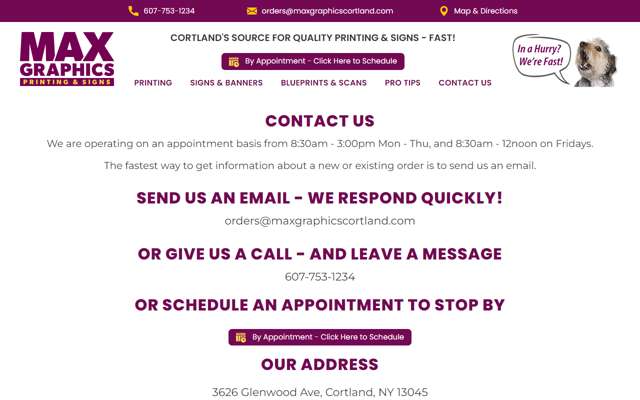 607-753-1234
orders@maxgraphicscortland.com
Map & Directions
MAX
GRAPHICS
PRINTING & SIGNS
CORTLAND'S SOURCE FOR QUALITY PRINTING & SIGNS - FAST!
By Appointment - Click Here to Schedule
In a Hurry?
We're Fast!
PRINTING
SIGNS & BANNERS
BLUEPRINTS & SCANS
PRO TIPS
CONTACT US
CONTACT US
We are operating on an appointment basis from 8:30am - 3:00pm Mon - Thu, and 8:30am - 12noon on Fridays.
The fastest way to get information about a new or existing order is to send us an email.
SEND US AN EMAIL - WE RESPOND QUICKLY!
orders@maxgraphicscortland.com
OR GIVE US A CALL - AND LEAVE A MESSAGE
607-753-1234
OR SCHEDULE AN APPOINTMENT TO STOP BY
By Appointment - Click Here to Schedule
OUR ADDRESS
3626 Glenwood Ave, Cortland, NY 13045